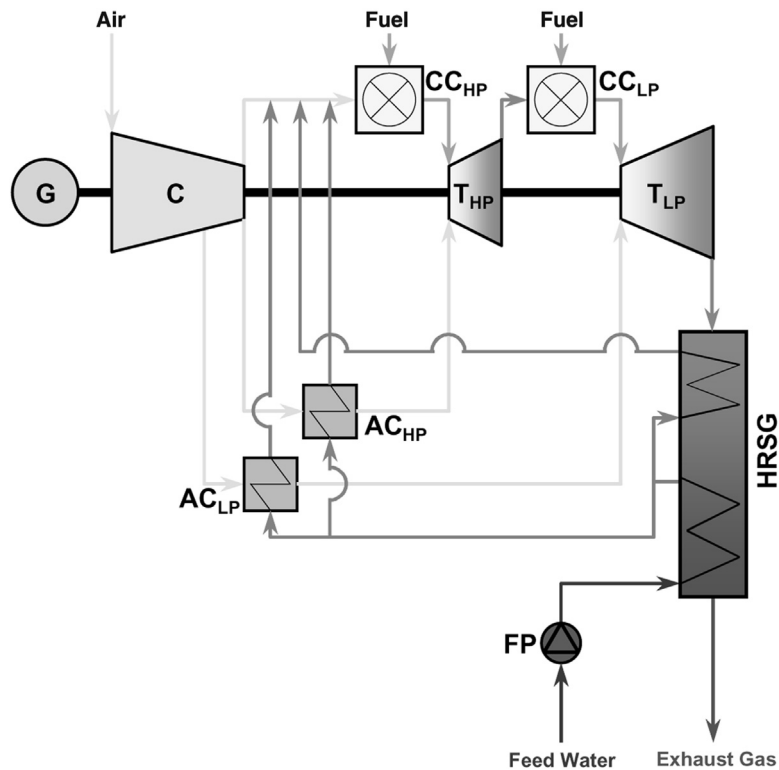 Air
Fuel
Fuel
CCHP
CCLP
G
C
THP
TLP
ACHP
ACLP
HRSG
FP
Feed Water
Exhaust Gas